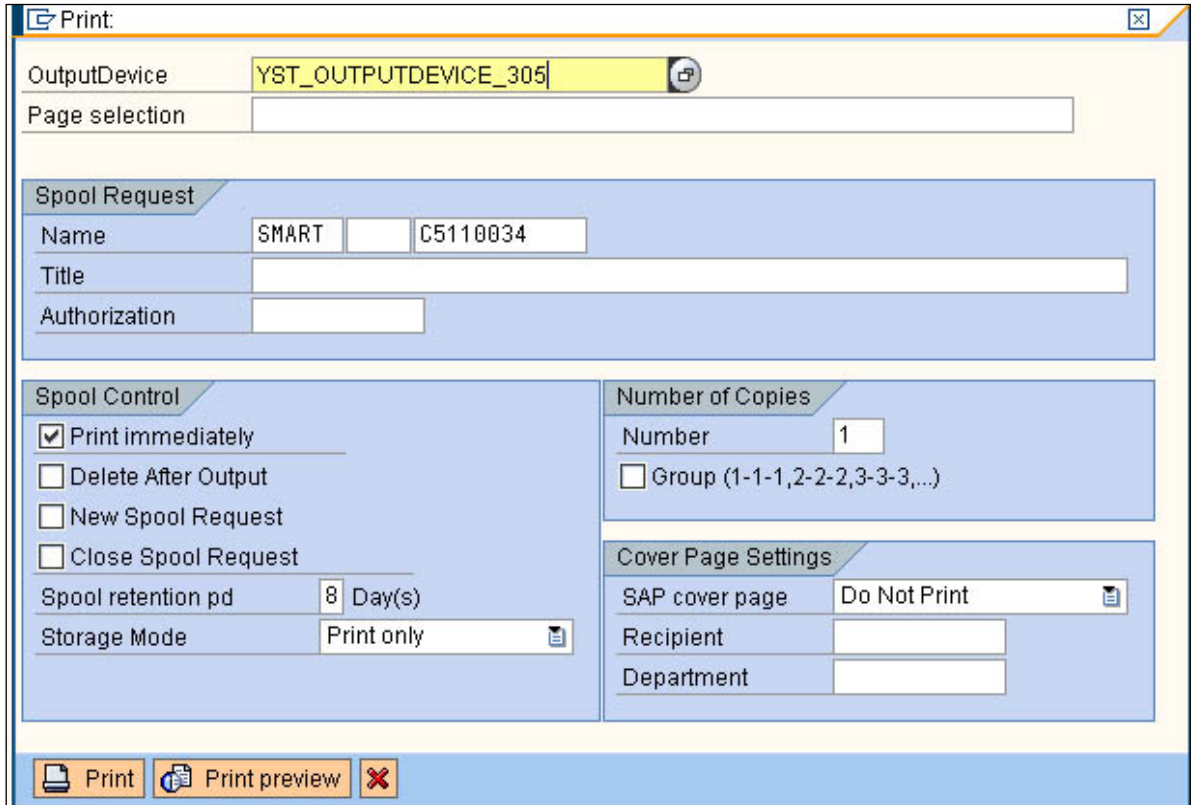 Print:
OutputDevice YST_OUTPUTDEVICE_305
Page selection
Spool Request
Name SMART C5110034
Title
Authorization
Spool Control
Print immediately
Delete After Output
New Spool Request
Close Spool Request
Spool retention pd 8 Day(s)
Storage Mode Print only
Number of Copies
Number 1
Group (1-1-1,2-2-2,3-3-3,...)
Cover Page Settings
SAP cover page Do Not Print
Recipient
Department
Print Print preview